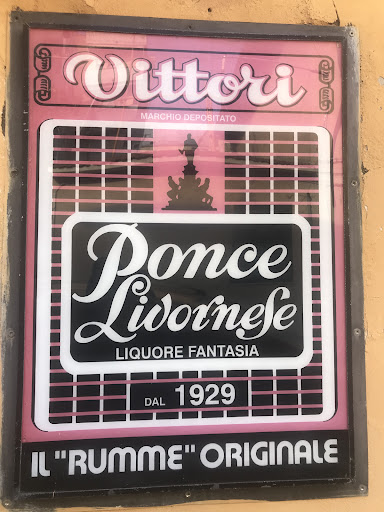 Vittori
MARCHIO DEPOSITATO
Ponce
Livornese
LIQUORE FANTASIA
DAL 1929
IL "RUMME" ORIGINALE